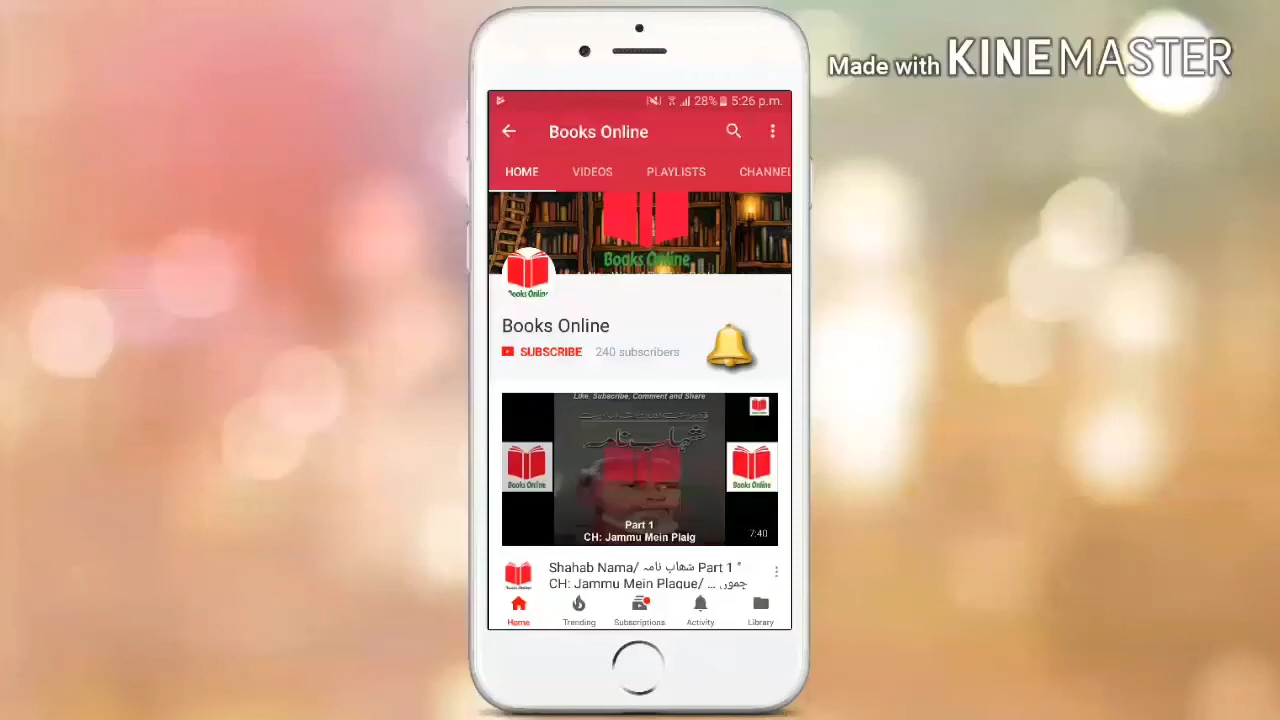 Made with KINEMASTER
28% 5:26 p.m.
Books Online
HOME VIDEOS PLAYLISTS CHANNEL
Books Online
Books Online
Books Online
SUBSCRIBE 240 subscribers
Like, Subscribe, Comment and Share
شہاب نامہ
Books Online
Books Online
Part 1
CH: Jammu Mein Plaig
7:40
Shahab Nama/ شہاب نامہ Part 1 "
CH: Jammu Mein Plague/ ... جموں
Home Trending Subscriptions Activity Library